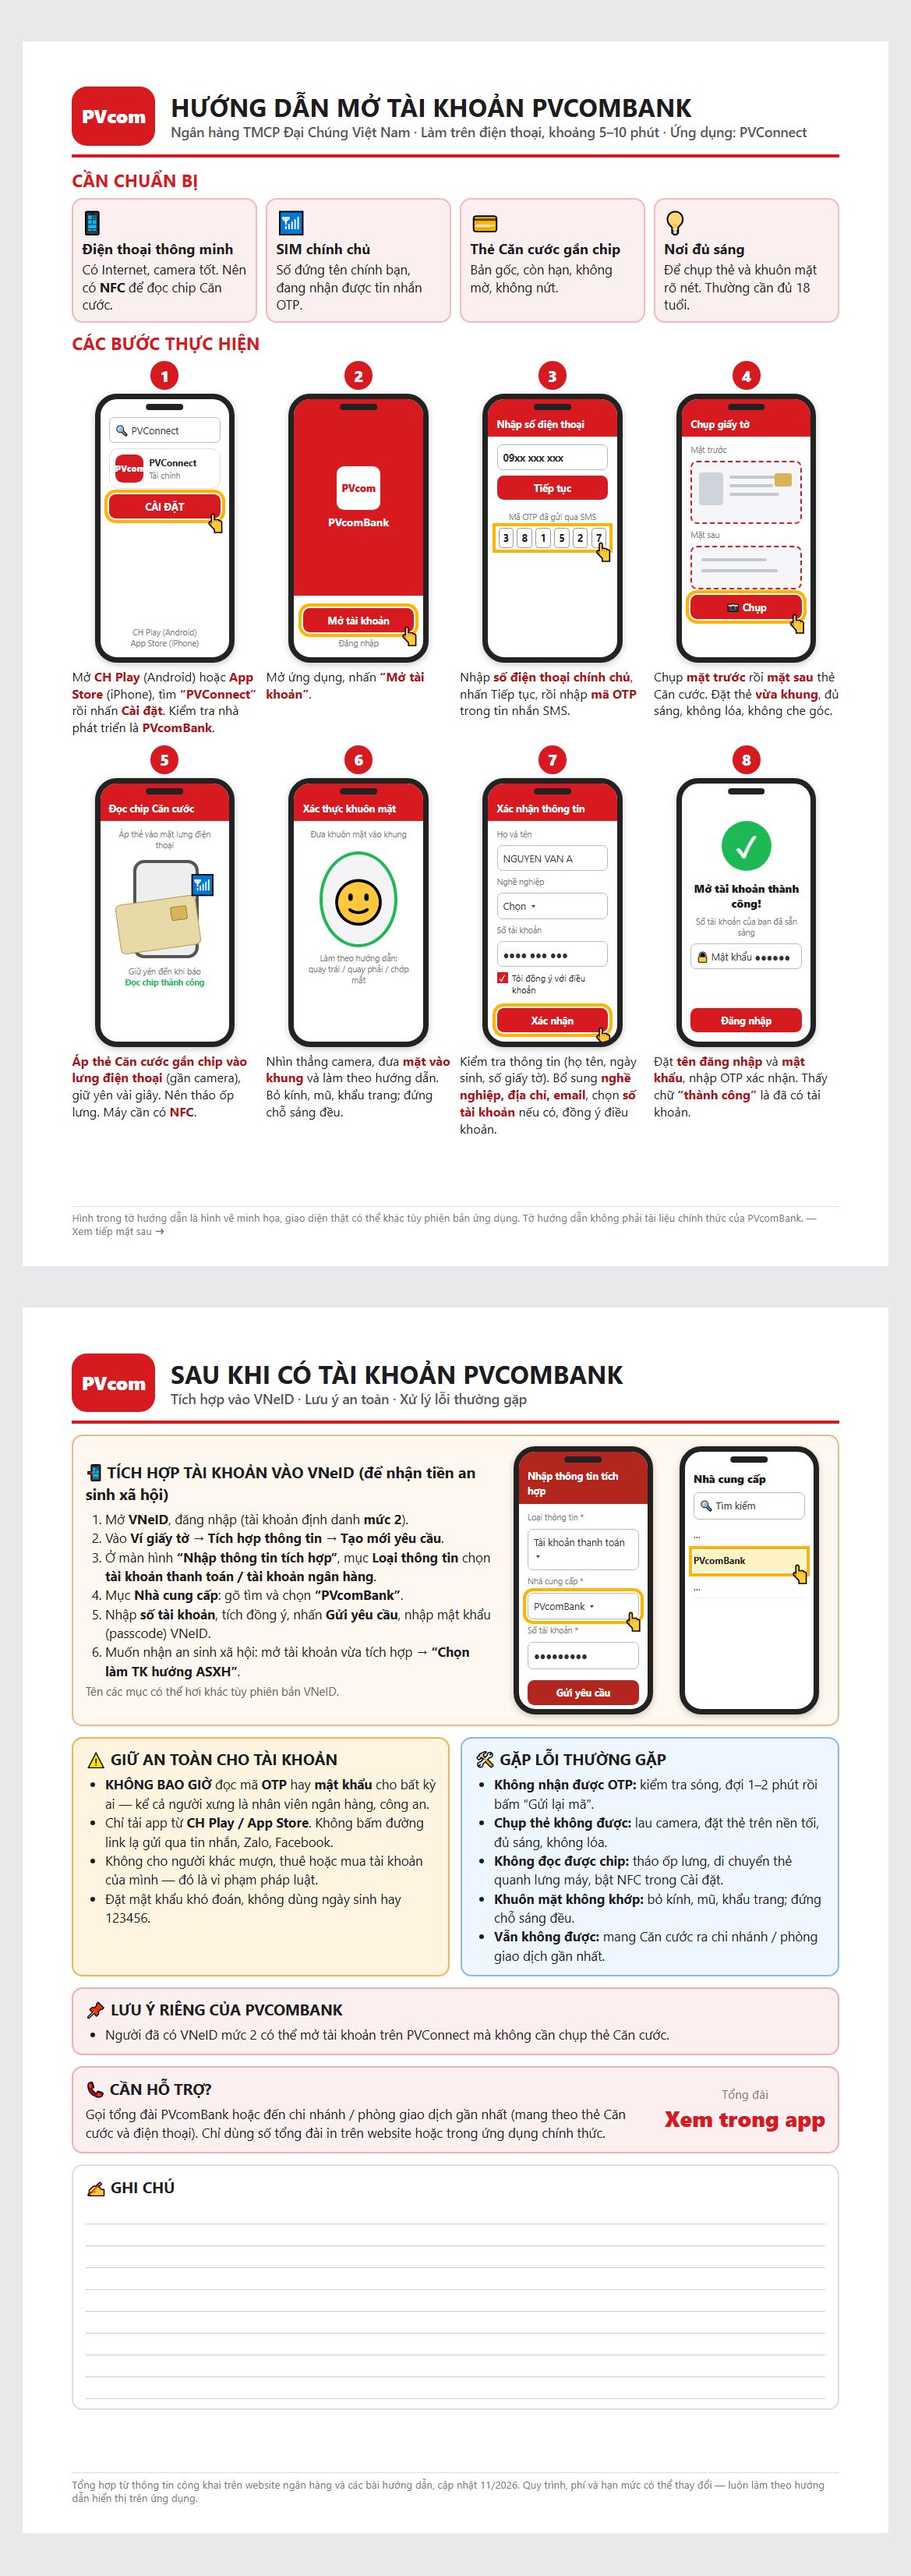 PVcom
HƯỚNG DẪN MỞ TÀI KHOẢN PVCOMBANK
Ngân hàng TMCP Đại Chúng Việt Nam · Làm trên điện thoại, khoảng 5–10 phút · Ứng dụng: PVConnect
CẦN CHUẨN BỊ
Điện thoại thông minh
Có Internet, camera tốt. Nên
có NFC để đọc chip Căn
cước.
SIM chính chủ
Số đứng tên chính bạn,
đang nhận được tin nhắn
OTP.
Thẻ Căn cước gắn chip
Bản gốc, còn hạn, không
mờ, không nứt.
Nơi đủ sáng
Để chụp thẻ và khuôn mặt
rõ nét. Thường cần đủ 18
tuổi.
CÁC BƯỚC THỰC HIỆN
1
PVConnect
PVcom
PVConnect
Tài chính
CÀI ĐẶT
CH Play (Android)
App Store (iPhone)
Mở CH Play (Android) hoặc App
Store (iPhone), tìm “PVConnect”
rồi nhấn Cài đặt. Kiểm tra nhà
phát triển là PVcomBank.
2
PVcom
PVcomBank
Mở tài khoản
Đăng nhập
Mở ứng dụng, nhấn “Mở tài
khoản”.
3
Nhập số điện thoại
09xx xxx xxx
Tiếp tục
Mã OTP đã gửi qua SMS
3 8 1 5 2 7
Nhập số điện thoại chính chủ,
nhấn Tiếp tục, rồi nhập mã OTP
trong tin nhắn SMS.
4
Chụp giấy tờ
Mặt trước
Mặt sau
Chụp
Chụp mặt trước rồi mặt sau thẻ
Căn cước. Đặt thẻ vừa khung, đủ
sáng, không lóa, không che góc.
5
Đọc chip Căn cước
Áp thẻ vào mặt lưng điện
thoại
Giữ yên đến khi báo
Đọc chip thành công
Áp thẻ Căn cước gắn chip vào
lưng điện thoại (gần camera),
giữ yên vài giây. Nên tháo ốp
lưng. Máy cần có NFC.
6
Xác thực khuôn mặt
Đưa khuôn mặt vào khung
Làm theo hướng dẫn:
quay trái / quay phải / chớp
mắt
Nhìn thẳng camera, đưa mặt vào
khung và làm theo hướng dẫn.
Bỏ kính, mũ, khẩu trang; đứng
chỗ sáng đều.
7
Xác nhận thông tin
Họ và tên
NGUYEN VAN A
Nghề nghiệp
Chọn ▾
Số tài khoản
•••• ••• •••
Tôi đồng ý với điều
khoản
Xác nhận
Kiểm tra thông tin (họ tên, ngày
sinh, số giấy tờ). Bổ sung nghề
nghiệp, địa chỉ, email, chọn số
tài khoản nếu có, đồng ý điều
khoản.
8
Mở tài khoản thành
công!
Số tài khoản của bạn đã sẵn
sàng
Mật khẩu ••••••
Đăng nhập
Đặt tên đăng nhập và mật
khẩu, nhập OTP xác nhận. Thấy
chữ “thành công” là đã có tài
khoản.
Hình trong tờ hướng dẫn là hình vẽ minh họa, giao diện thật có thể khác tùy phiên bản ứng dụng. Tờ hướng dẫn không phải tài liệu chính thức của PVcomBank. —
Xem tiếp mặt sau →
PVcom
SAU KHI CÓ TÀI KHOẢN PVCOMBANK
Tích hợp vào VNeID · Lưu ý an toàn · Xử lý lỗi thường gặp
TÍCH HỢP TÀI KHOẢN VÀO VNeID (để nhận tiền an
sinh xã hội)
1. Mở VNeID, đăng nhập (tài khoản định danh mức 2).
2. Vào Ví giấy tờ → Tích hợp thông tin → Tạo mới yêu cầu.
3. Ở màn hình “Nhập thông tin tích hợp”, mục Loại thông tin chọn
tài khoản thanh toán / tài khoản ngân hàng.
4. Mục Nhà cung cấp: gõ tìm và chọn “PVcomBank”.
5. Nhập số tài khoản, tích đồng ý, nhấn Gửi yêu cầu, nhập mật khẩu
(passcode) VNeID.
6. Muốn nhận an sinh xã hội: mở tài khoản vừa tích hợp → “Chọn
làm TK hưởng ASXH”.
Tên các mục có thể hơi khác tùy phiên bản VNeID.
Nhập thông tin tích
hợp
Loại thông tin *
Tài khoản thanh toán
▾
Nhà cung cấp *
PVcomBank ▾
Số tài khoản *
•••••••••
Gửi yêu cầu
Nhà cung cấp
Tìm kiếm
...
PVcomBank
...
GIỮ AN TOÀN CHO TÀI KHOẢN
• KHÔNG BAO GIỜ đọc mã OTP hay mật khẩu cho bất kỳ
ai — kể cả người xưng là nhân viên ngân hàng, công an.
• Chỉ tải app từ CH Play / App Store. Không bấm đường
link lạ gửi qua tin nhắn, Zalo, Facebook.
• Không cho người khác mượn, thuê hoặc mua tài khoản
của mình — đó là vi phạm pháp luật.
• Đặt mật khẩu khó đoán, không dùng ngày sinh hay
123456.
GẶP LỖI THƯỜNG GẶP
• Không nhận được OTP: kiểm tra sóng, đợi 1–2 phút rồi
bấm “Gửi lại mã”.
• Chụp thẻ không được: lau camera, đặt thẻ trên nền tối,
đủ sáng, không lóa.
• Không đọc được chip: tháo ốp lưng, di chuyển thẻ
quanh lưng máy, bật NFC trong Cài đặt.
• Khuôn mặt không khớp: bỏ kính, mũ, khẩu trang; đứng
chỗ sáng đều.
• Vẫn không được: mang Căn cước ra chi nhánh / phòng
giao dịch gần nhất.
LƯU Ý RIÊNG CỦA PVCOMBANK
• Người đã có VNeID mức 2 có thể mở tài khoản trên PVConnect mà không cần chụp thẻ Căn cước.
CẦN HỖ TRỢ?
Gọi tổng đài PVcomBank hoặc đến chi nhánh / phòng giao dịch gần nhất (mang theo thẻ Căn
cước và điện thoại). Chỉ dùng số tổng đài in trên website hoặc trong ứng dụng chính thức.
Tổng đài
Xem trong app
GHI CHÚ
Tổng hợp từ thông tin công khai trên website ngân hàng và các bài hướng dẫn, cập nhật 11/2026. Quy trình, phí và hạn mức có thể thay đổi — luôn làm theo hướng
dẫn hiển thị trên ứng dụng.